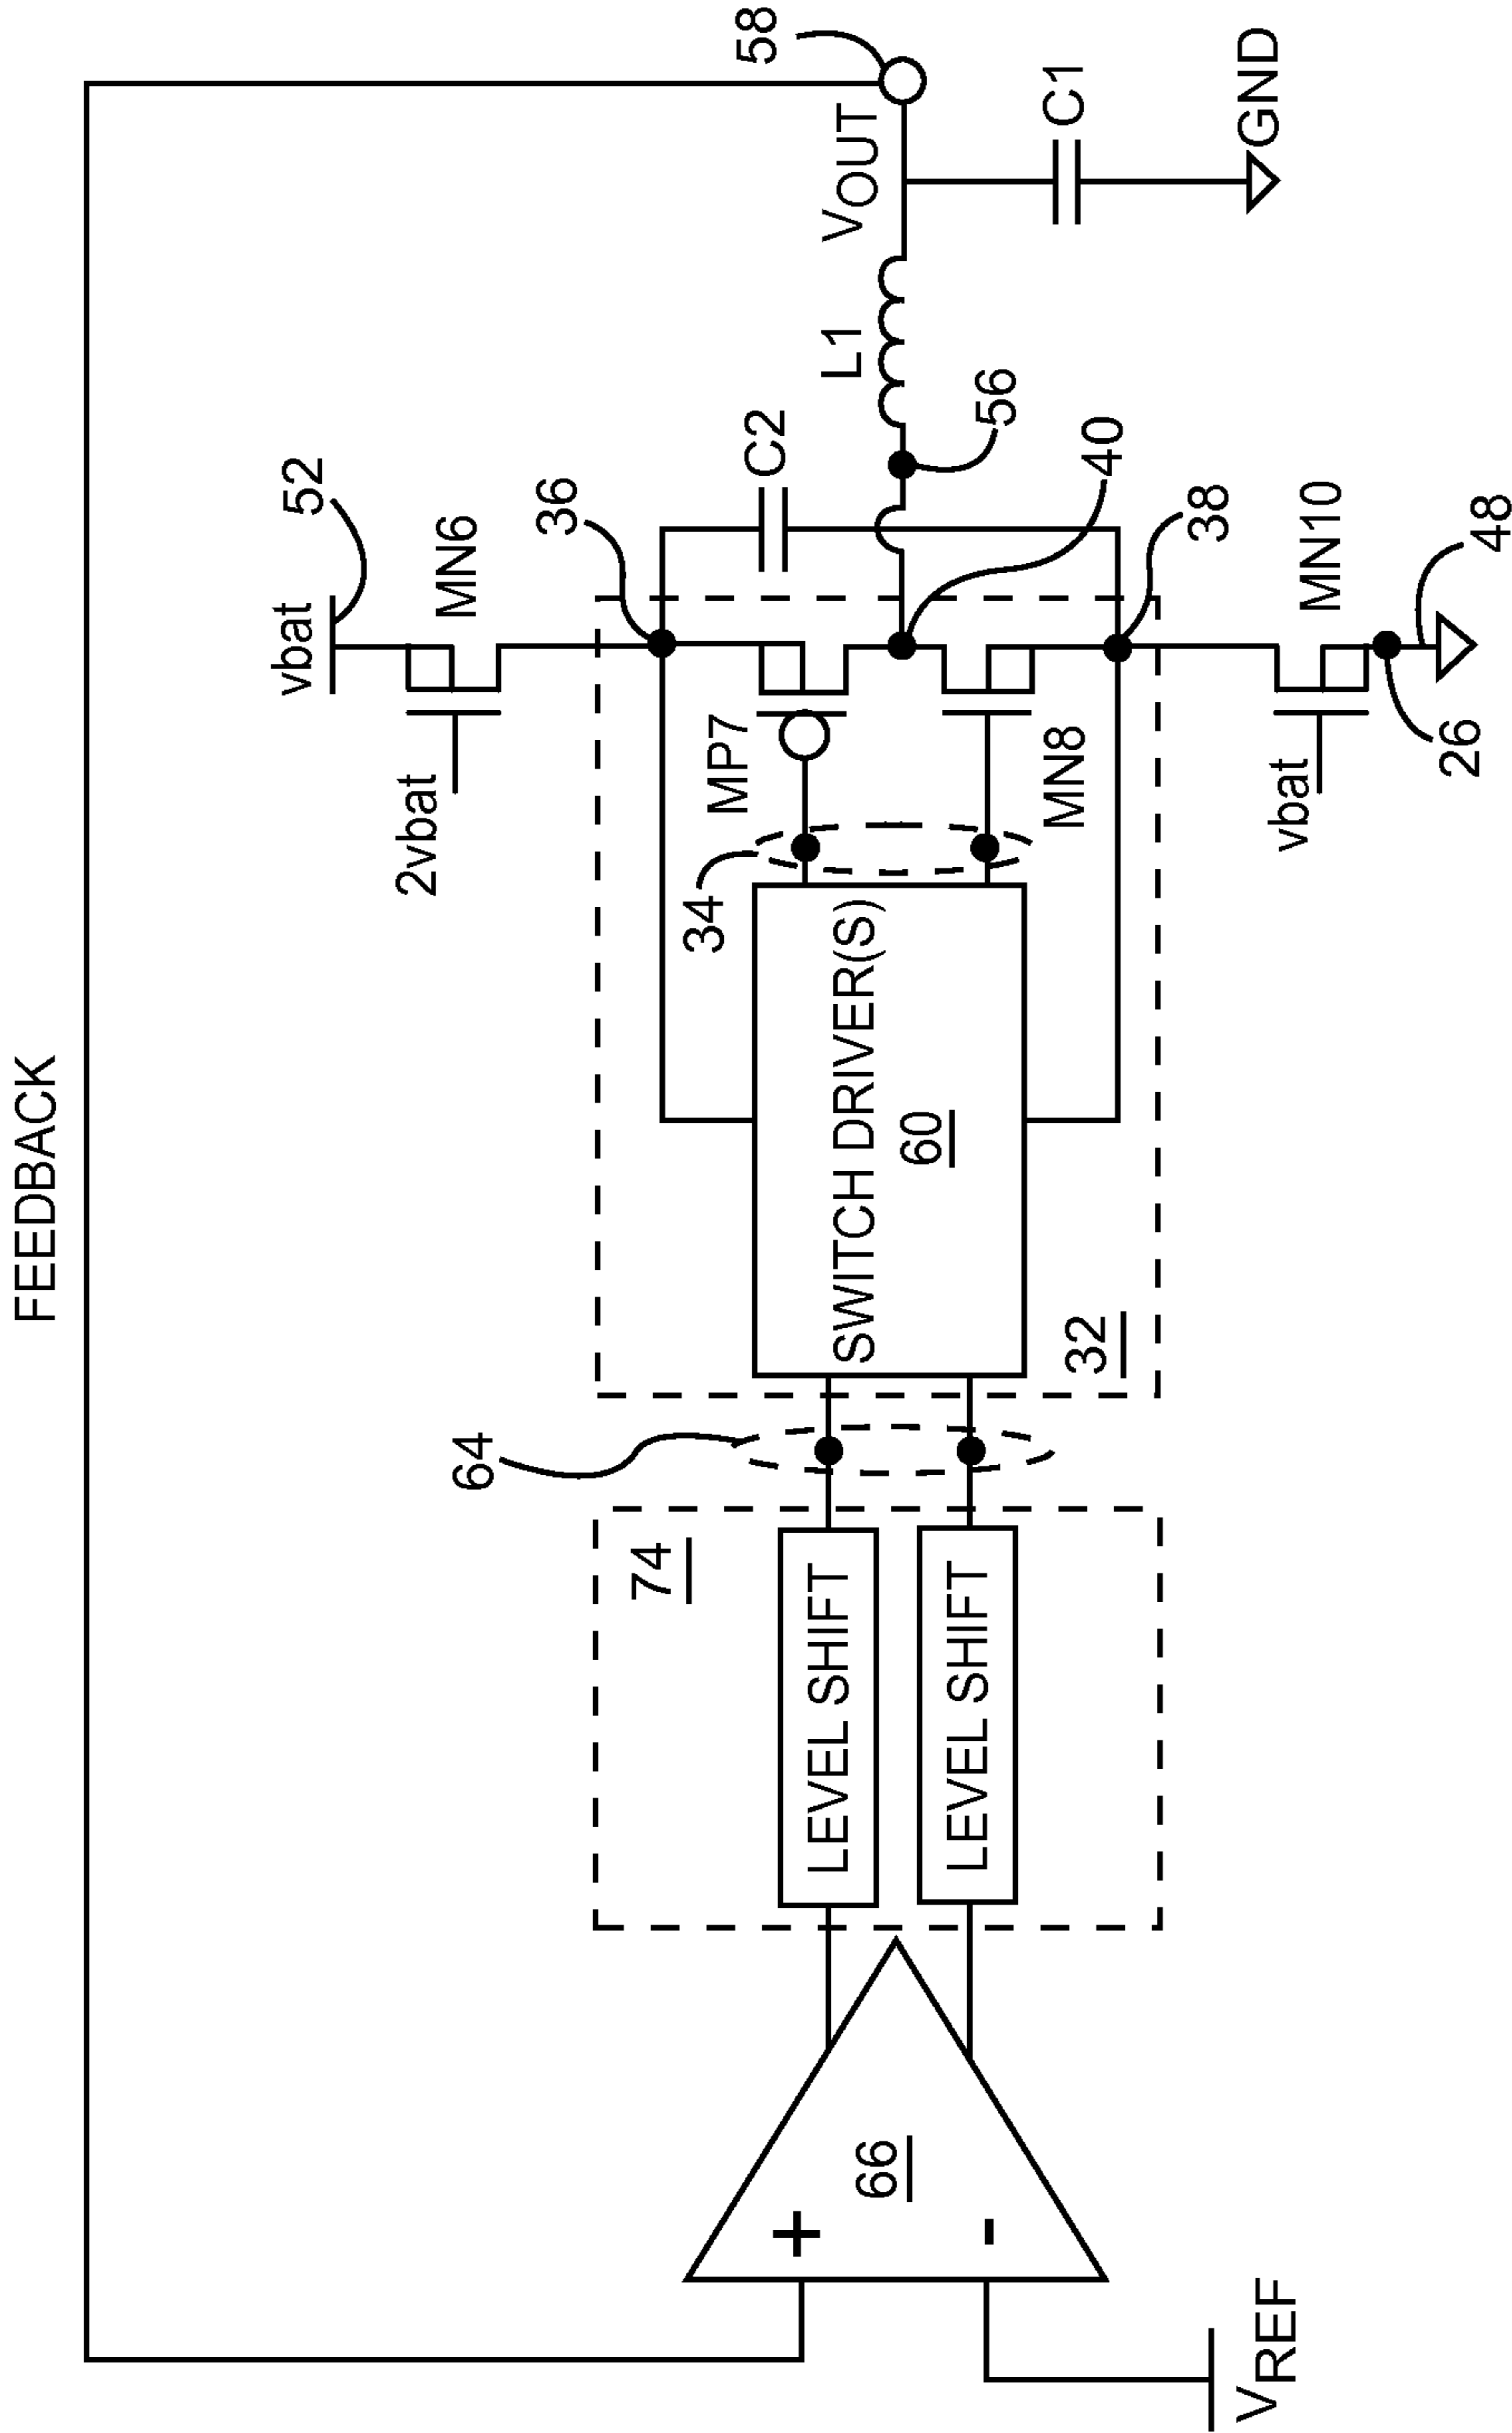 FEEDBACK
vbat
52
2vbat
MN6
36
C2
58
VOUT
L1
56
40
C1
GND
34
MP7
MN8
38
64
74
LEVEL SHIFT
LEVEL SHIFT
SWITCH DRIVER(S)
60
32
66
+
-
VREF
vbat
MN10
26
48